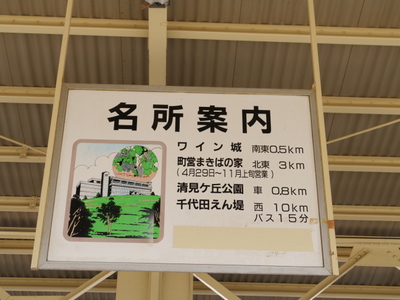 名所案内
ワイン城 南東0.5km
町営まきばの家 北東 3km
(4月29日〜11月上旬営業)
清見ケ丘公園 車 0.8km
千代田えん堤 西 10km
バス15分